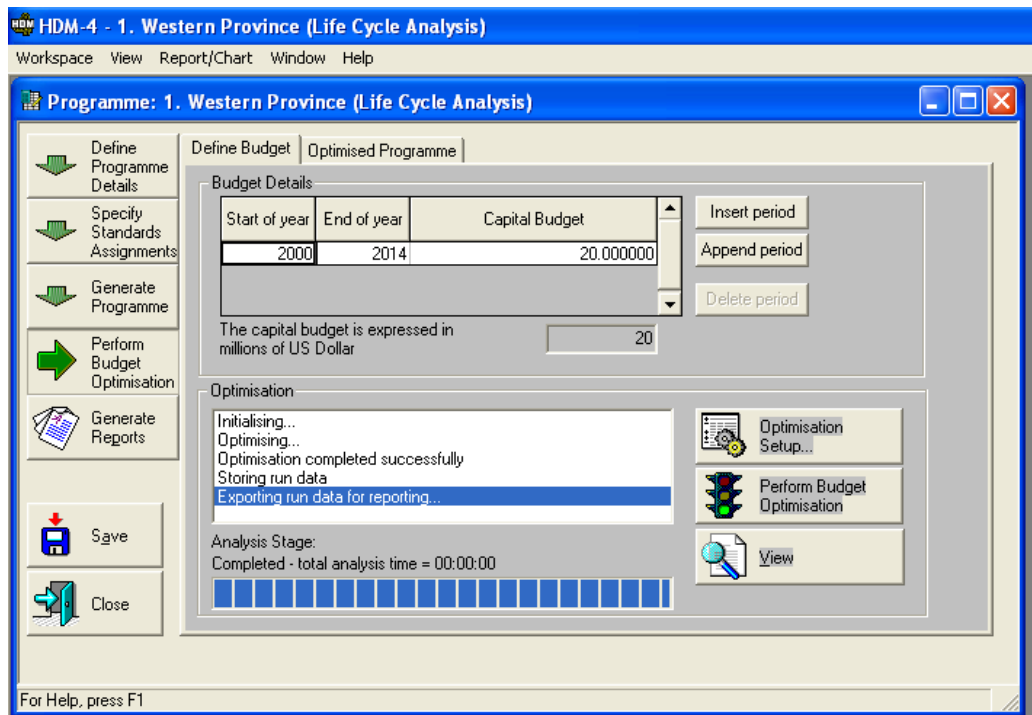 HDM HDM-4 - 1. Western Province (Life Cycle Analysis)
Workspace View Report/Chart Window Help
Programme: 1. Western Province (Life Cycle Analysis)
Define
Programme
Details
Specify
Standards
Assignments
Generate
Programme
Perform
Budget
Optimisation
Generate
Reports
Save
Close
Define Budget Optimised Programme
Budget Details
Start of year End of year Capital Budget
2000 2014 20.000000
Insert period
Append period
Delete period
The capital budget is expressed in
millions of US Dollar
20
Optimisation
Initialising...
Optimising...
Optimisation completed successfully
Storing run data
Exporting run data for reporting...
Optimisation
Setup...
Perform Budget
Optimisation
View
Analysis Stage:
Completed - total analysis time = 00:00:00
For Help, press F1